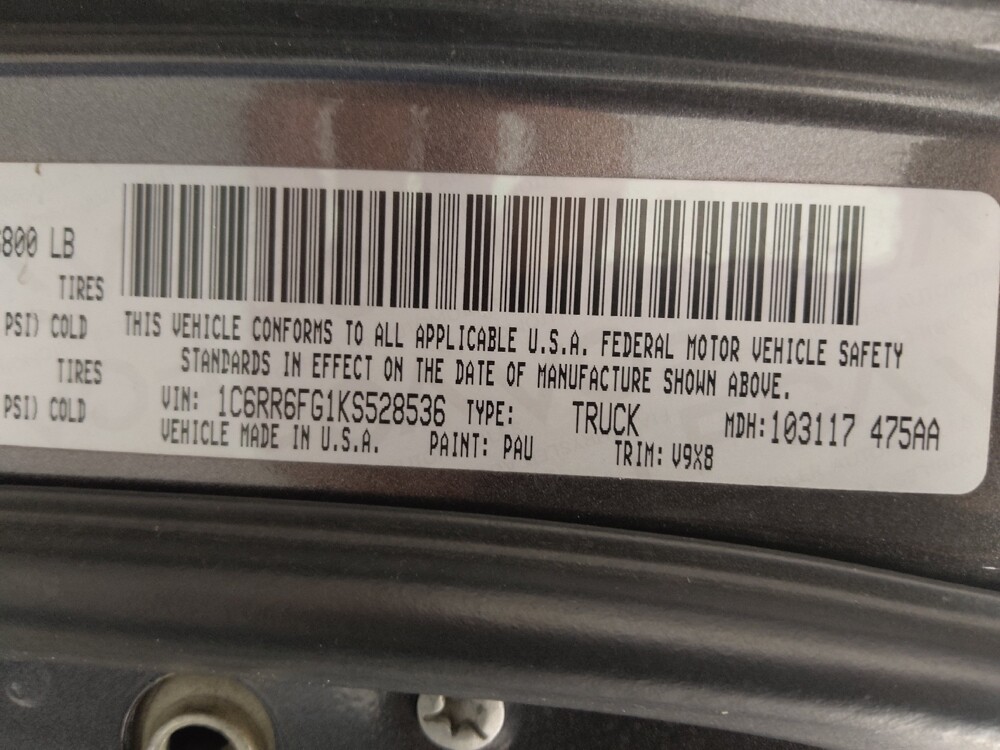 800 LB
TIRES
PSI) COLD
TIRES
PSI) COLD
THIS VEHICLE CONFORMS TO ALL APPLICABLE U.S.A. FEDERAL MOTOR VEHICLE SAFETY
STANDARDS IN EFFECT ON THE DATE OF MANUFACTURE SHOWN ABOVE.
VIN: 1C6RR6FG1KS528536 TYPE: TRUCK MDH: 103117 475AA
VEHICLE MADE IN U.S.A. PAINT: PAU TRIM: V9X8